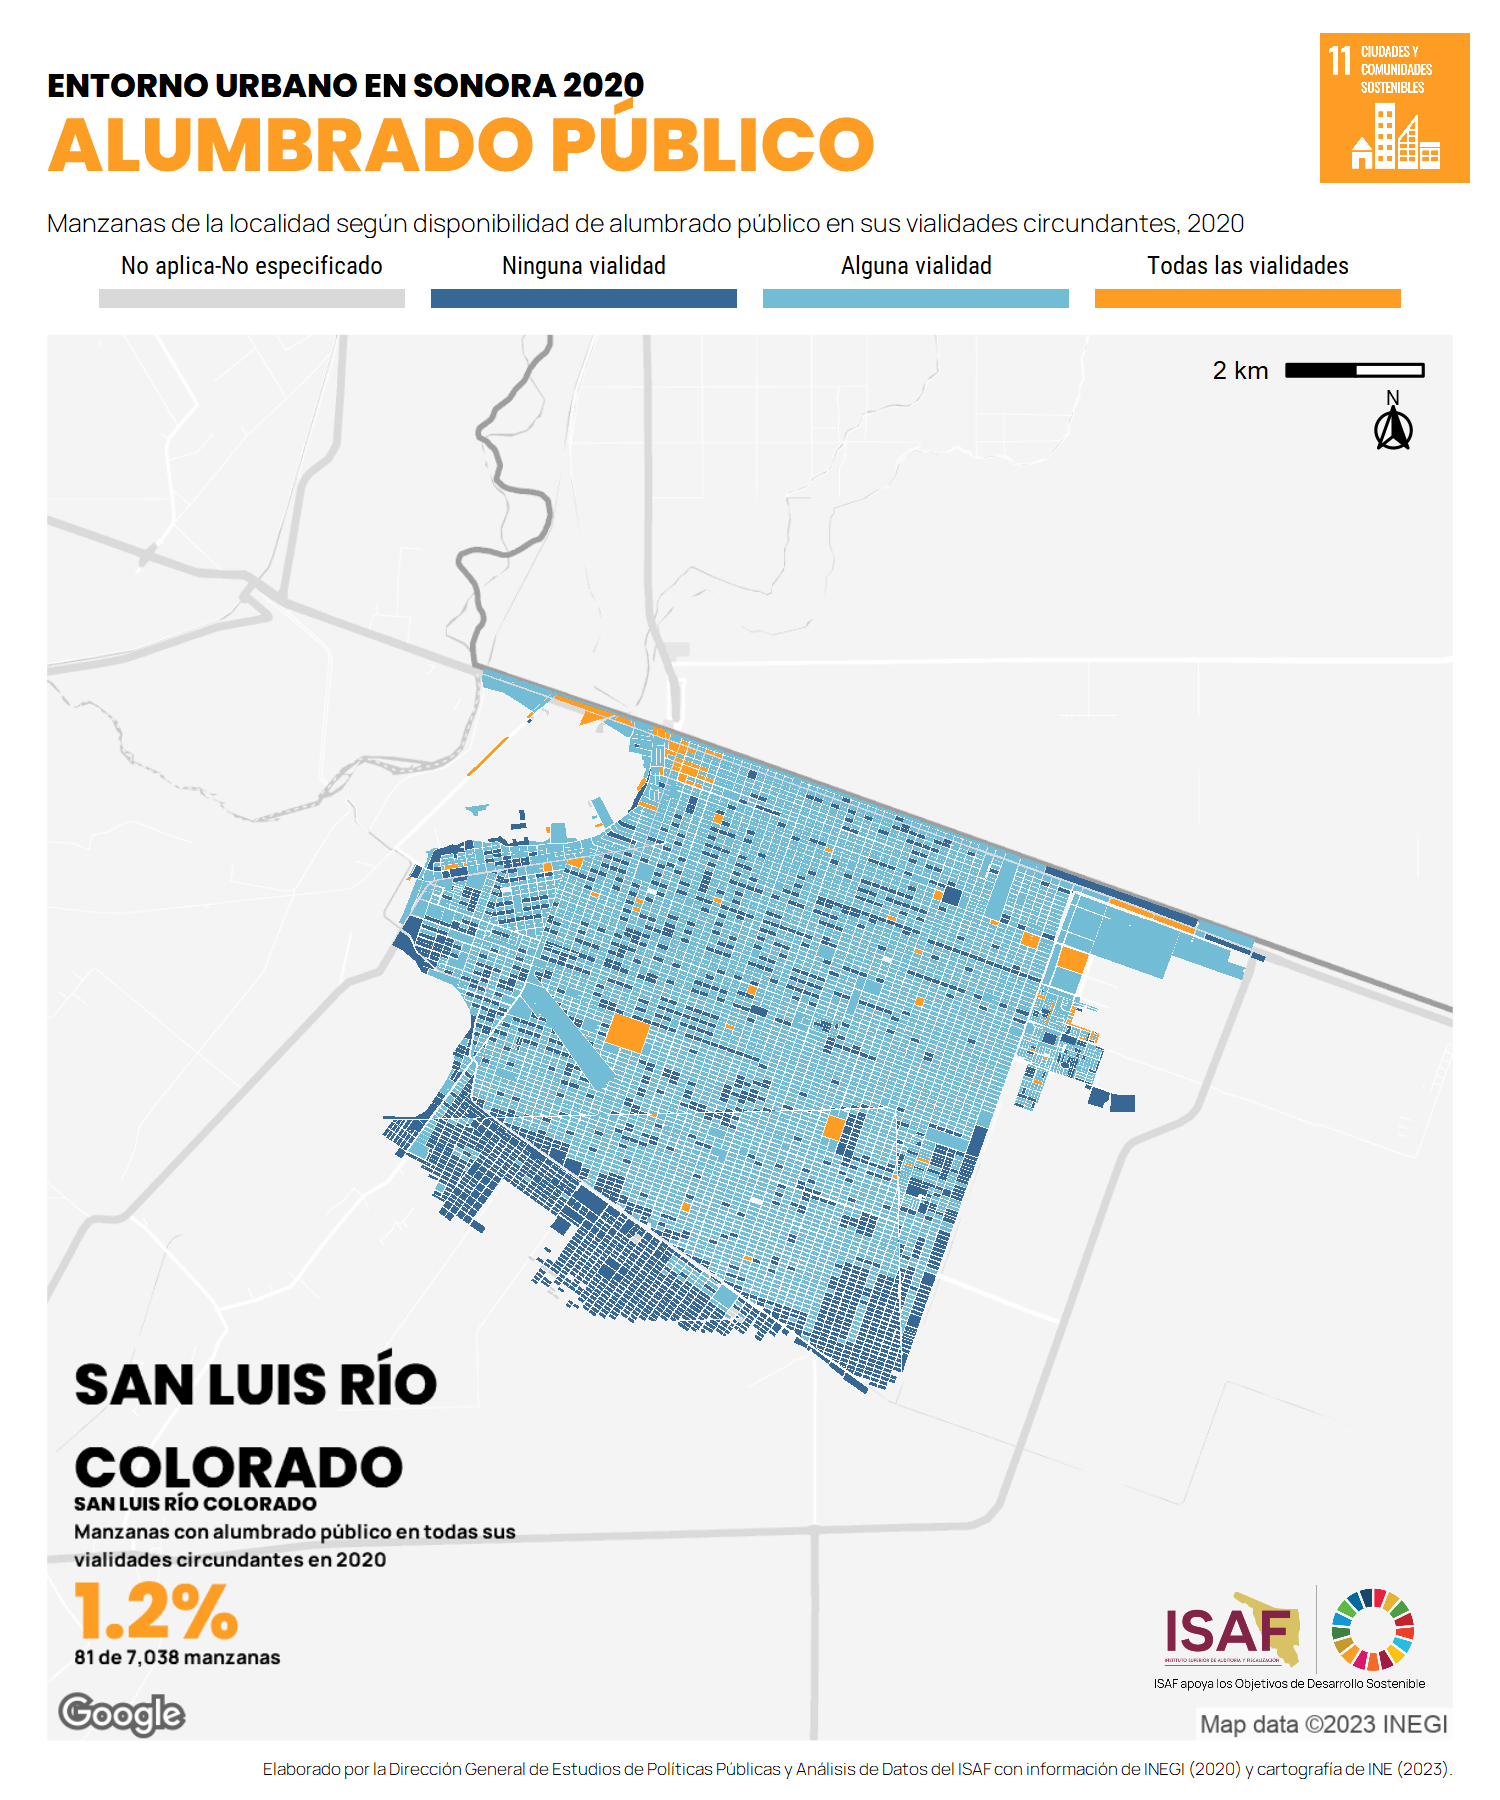 ENTORNO URBANO EN SONORA 2020
ALUMBRADO PÚBLICO
11 CIUDADES Y
COMUNIDADES
SOSTENIBLES
Manzanas de la localidad según disponibilidad de alumbrado público en sus vialidades circundantes, 2020
No aplica-No especificado Ninguna vialidad Alguna vialidad Todas las vialidades
2 km
N
SAN LUIS RÍO
COLORADO
SAN LUIS RÍO COLORADO
Manzanas con alumbrado público en todas sus
vialidades circundantes en 2020
1.2%
81 de 7,038 manzanas
ISAF
INSTITUTO SUPERIOR DE AUDITORÍA Y FISCALIZACIÓN
ISAF apoya los Objetivos de Desarrollo Sostenible
Google
Map data ©2023 INEGI
Elaborado por la Dirección General de Estudios de Políticas Públicas y Análisis de Datos del ISAF con información de INEGI (2020) y cartografía de INE (2023).